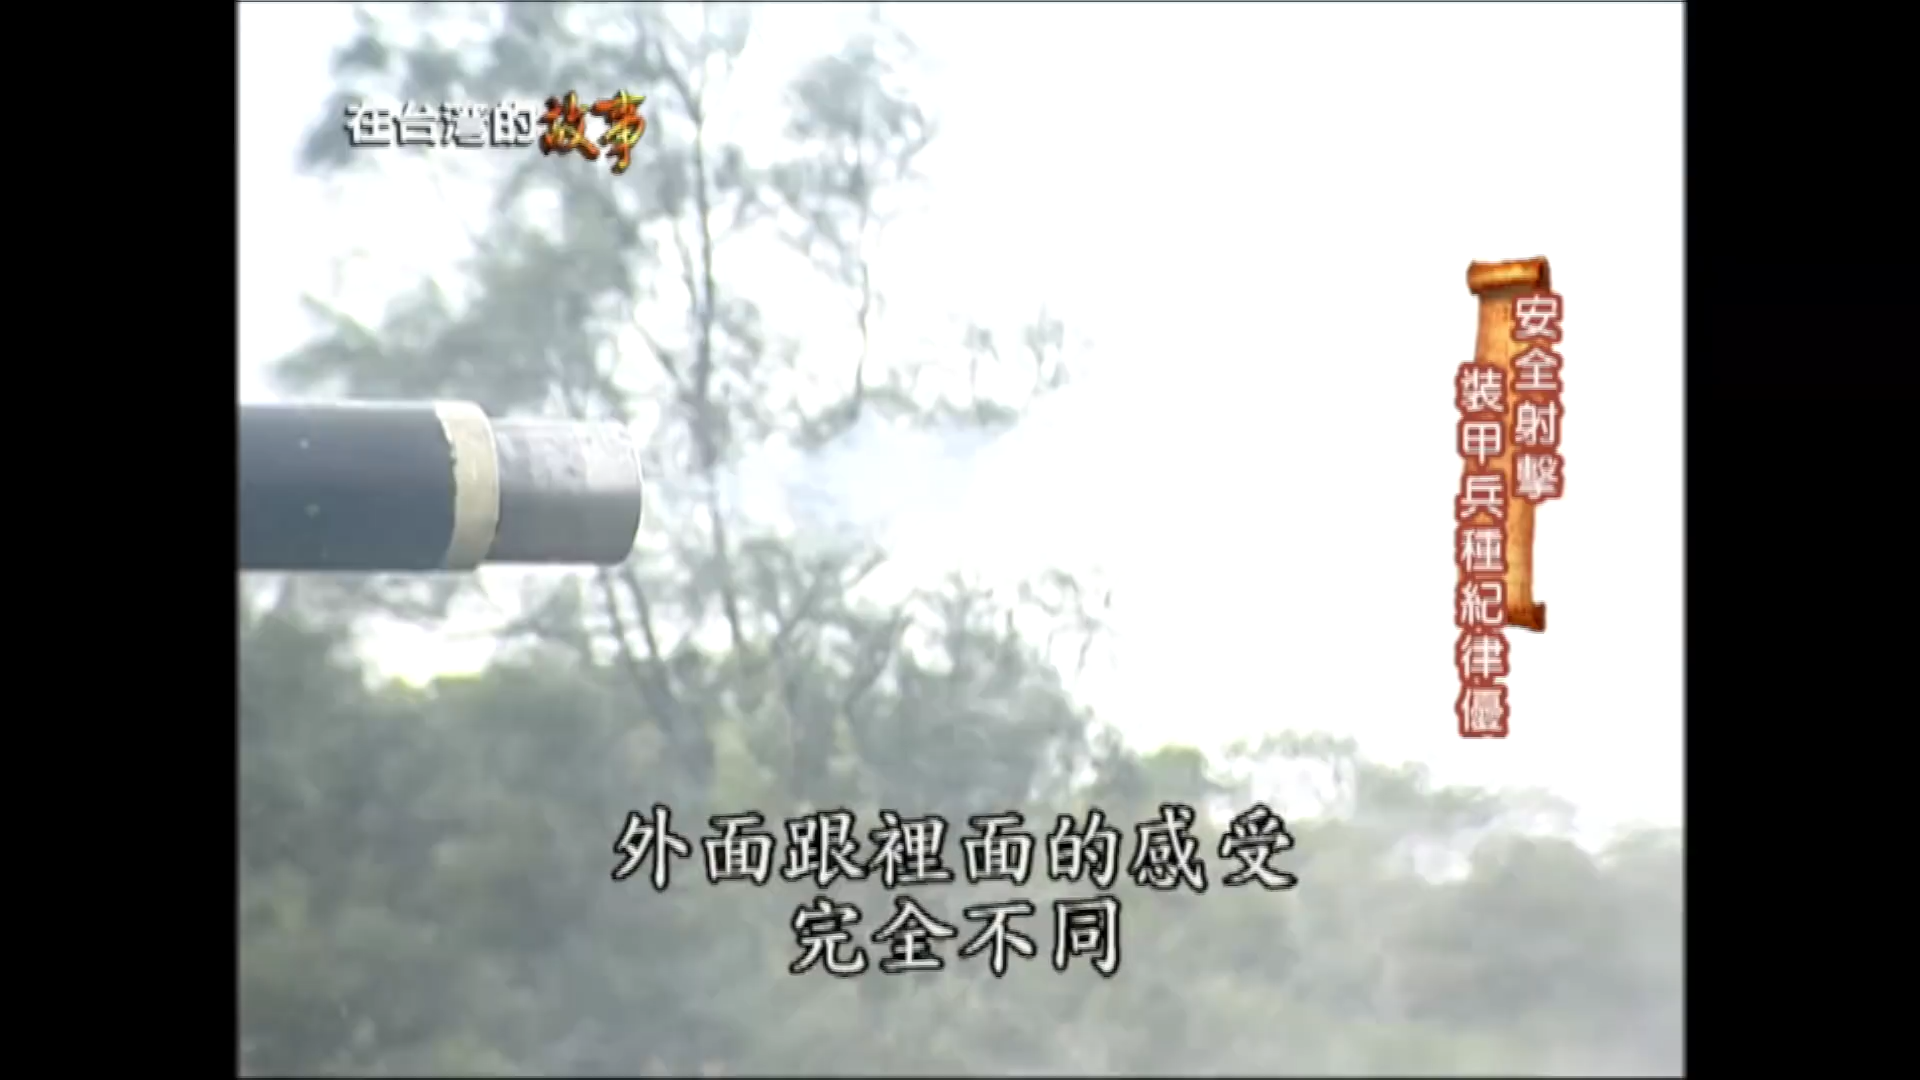 在台灣的故事
安全射擊
裝甲兵種紀律優
外面跟裡面的感受
完全不同